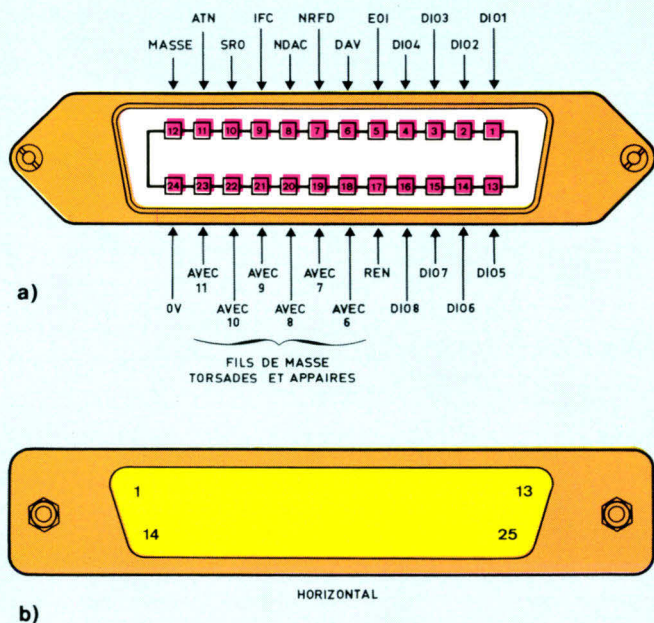 ATN IFC NRFD EOI DIO3 DIO1
MASSE SRO NDAC DAV DIO4 DIO2
12 11 10 9 8 7 6 5 4 3 2 1
24 23 22 21 20 19 18 17 16 15 14 13
AVEC 11 AVEC 9 AVEC 7 REN DIO7 DIO5
a)
0V AVEC 10 AVEC 8 AVEC 6 DIO8 DIO6
FILS DE MASSE
TORSADES ET APPAIRES
1 13
14 25
HORIZONTAL
b)